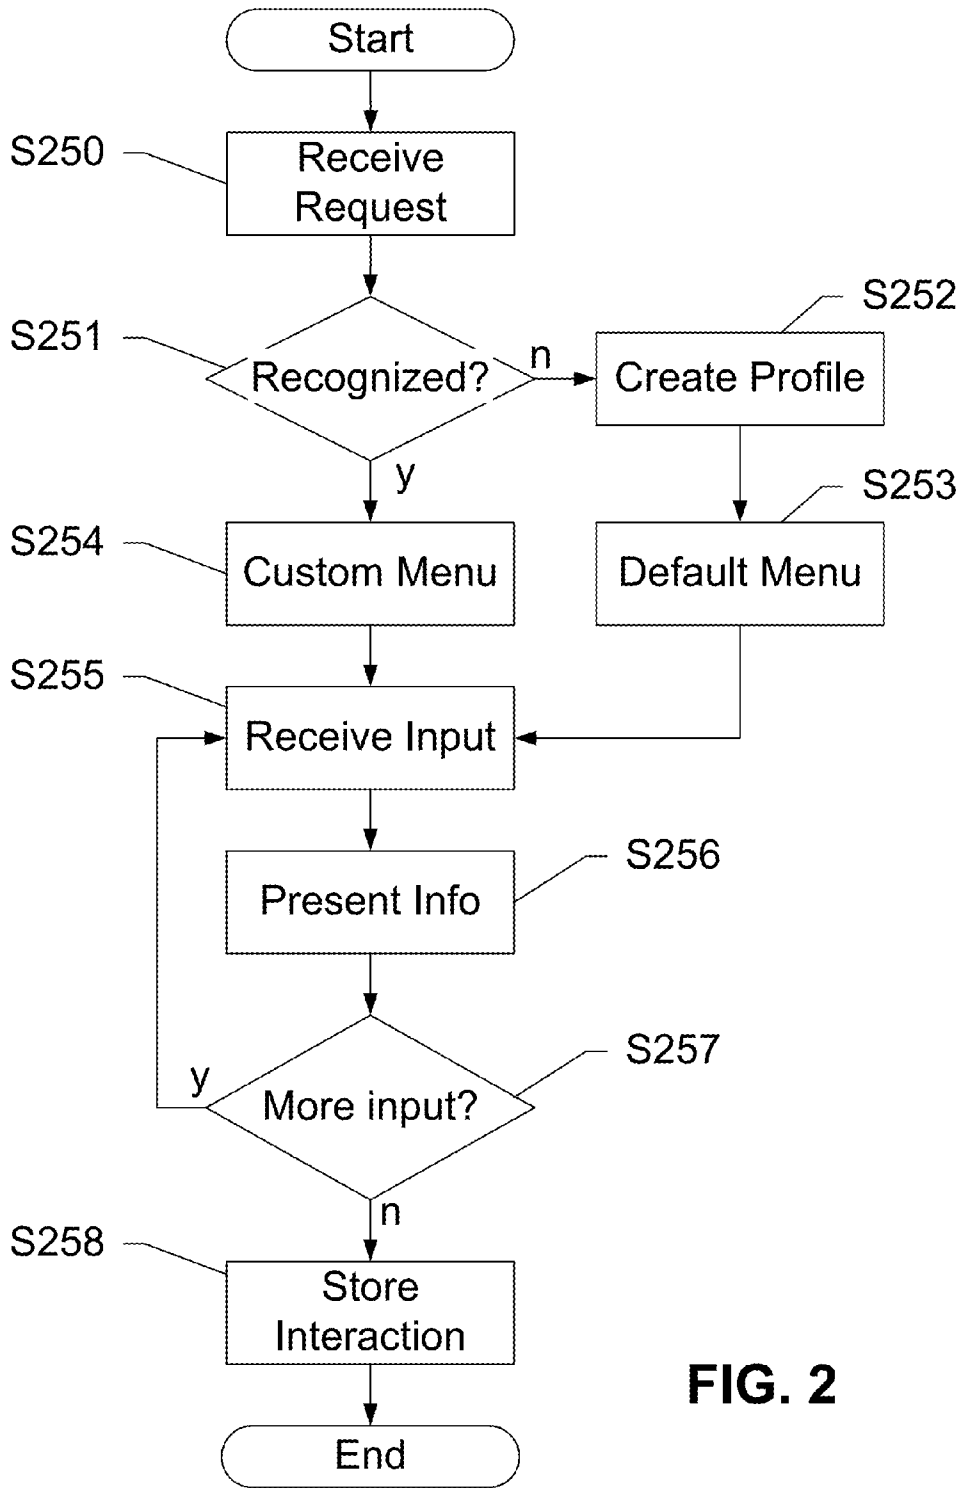 Start
S250
Receive
Request
S251
Recognized?
n
y
S252
Create Profile
S253
Default Menu
S254
Custom Menu
S255
Receive Input
S256
Present Info
S257
More input?
y
n
S258
Store
Interaction
End
FIG. 2